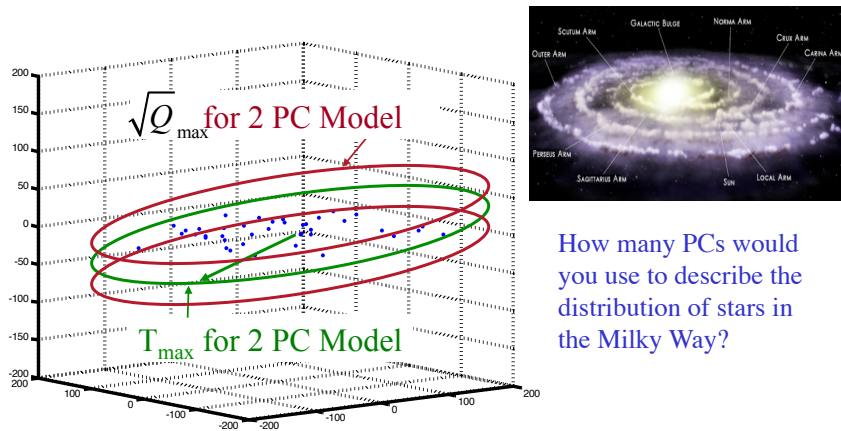 200
150
100
50
0
-50
-100
-150
-200
200
100
0
-100
-200
-200
-100
0
100
200
√Q max for 2 PC Model
Tmax for 2 PC Model
GALACTIC BULGE
NORMA ARM
SCUTUM ARM
CRUX ARM
OUTER ARM
CARINA ARM
PERSEUS ARM
SAGITTARIUS ARM
SUN
LOCAL ARM
How many PCs would
you use to describe the
distribution of stars in
the Milky Way?